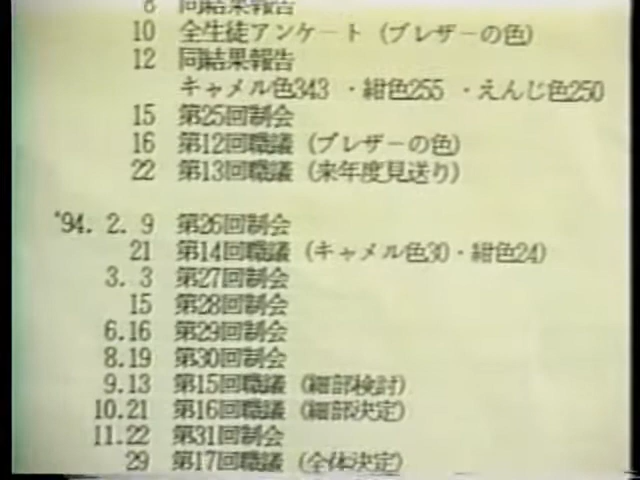 8 同結果報告
10 全生徒アンケート（ブレザーの色）
12 同結果報告
キャメル色343 ・紺色255 ・えんじ色250
15 第25回制会
16 第12回職議（ブレザーの色）
22 第13回職議（来年度見送り）
'94. 2. 9 第26回制会
21 第14回職議（キャメル色30・紺色24）
3. 3 第27回制会
15 第28回制会
6.16 第29回制会
8.19 第30回制会
9.13 第15回職議（細部検討）
10.21 第16回職議（細部決定）
11.22 第31回制会
29 第17回職議（全体決定）